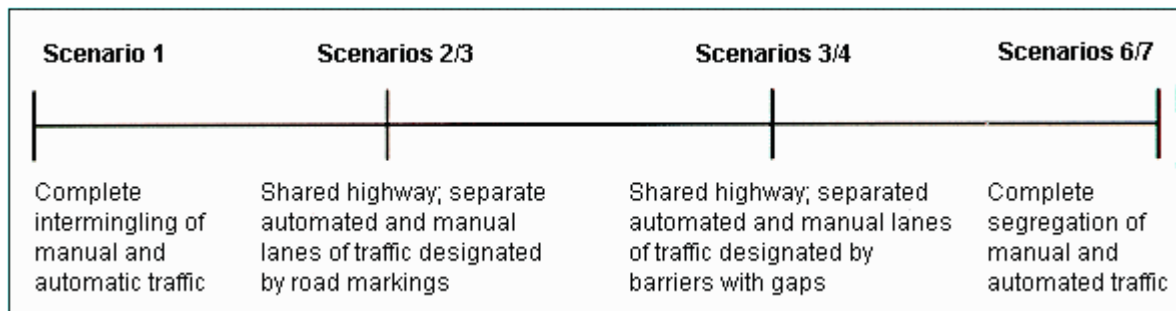 Scenario 1
Scenarios 2/3
Scenarios 3/4
Scenarios 6/7
Complete
intermingling of
manual and
automatic traffic
Shared highway; separate
automated and manual
lanes of traffic designated
by road markings
Shared highway; separated
automated and manual lanes
of traffic designated by
barriers with gaps
Complete
segregation of
manual and
automated traffic